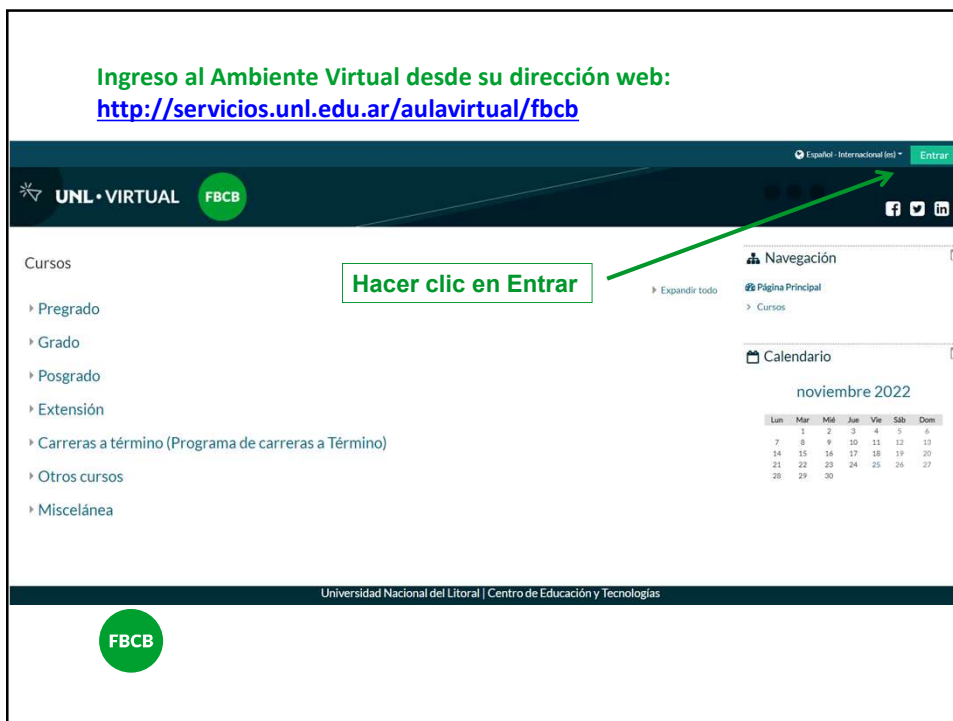 Ingreso al Ambiente Virtual desde su dirección web:
http://servicios.unl.edu.ar/aulavirtual/fbcb
Español - Internacional (es)
Entrar
UNL•VIRTUAL
FBCB
Cursos
Hacer clic en Entrar
Expandir todo
Pregrado
Grado
Posgrado
Extensión
Carreras a término (Programa de carreras a Término)
Otros cursos
Miscelánea
Navegación
Página Principal
Cursos
Calendario
noviembre 2022
Lun Mar Mié Jue Vie Sáb Dom
1 2 3 4 5 6
7 8 9 10 11 12 13
14 15 16 17 18 19 20
21 22 23 24 25 26 27
28 29 30
Universidad Nacional del Litoral | Centro de Educación y Tecnologías
FBCB